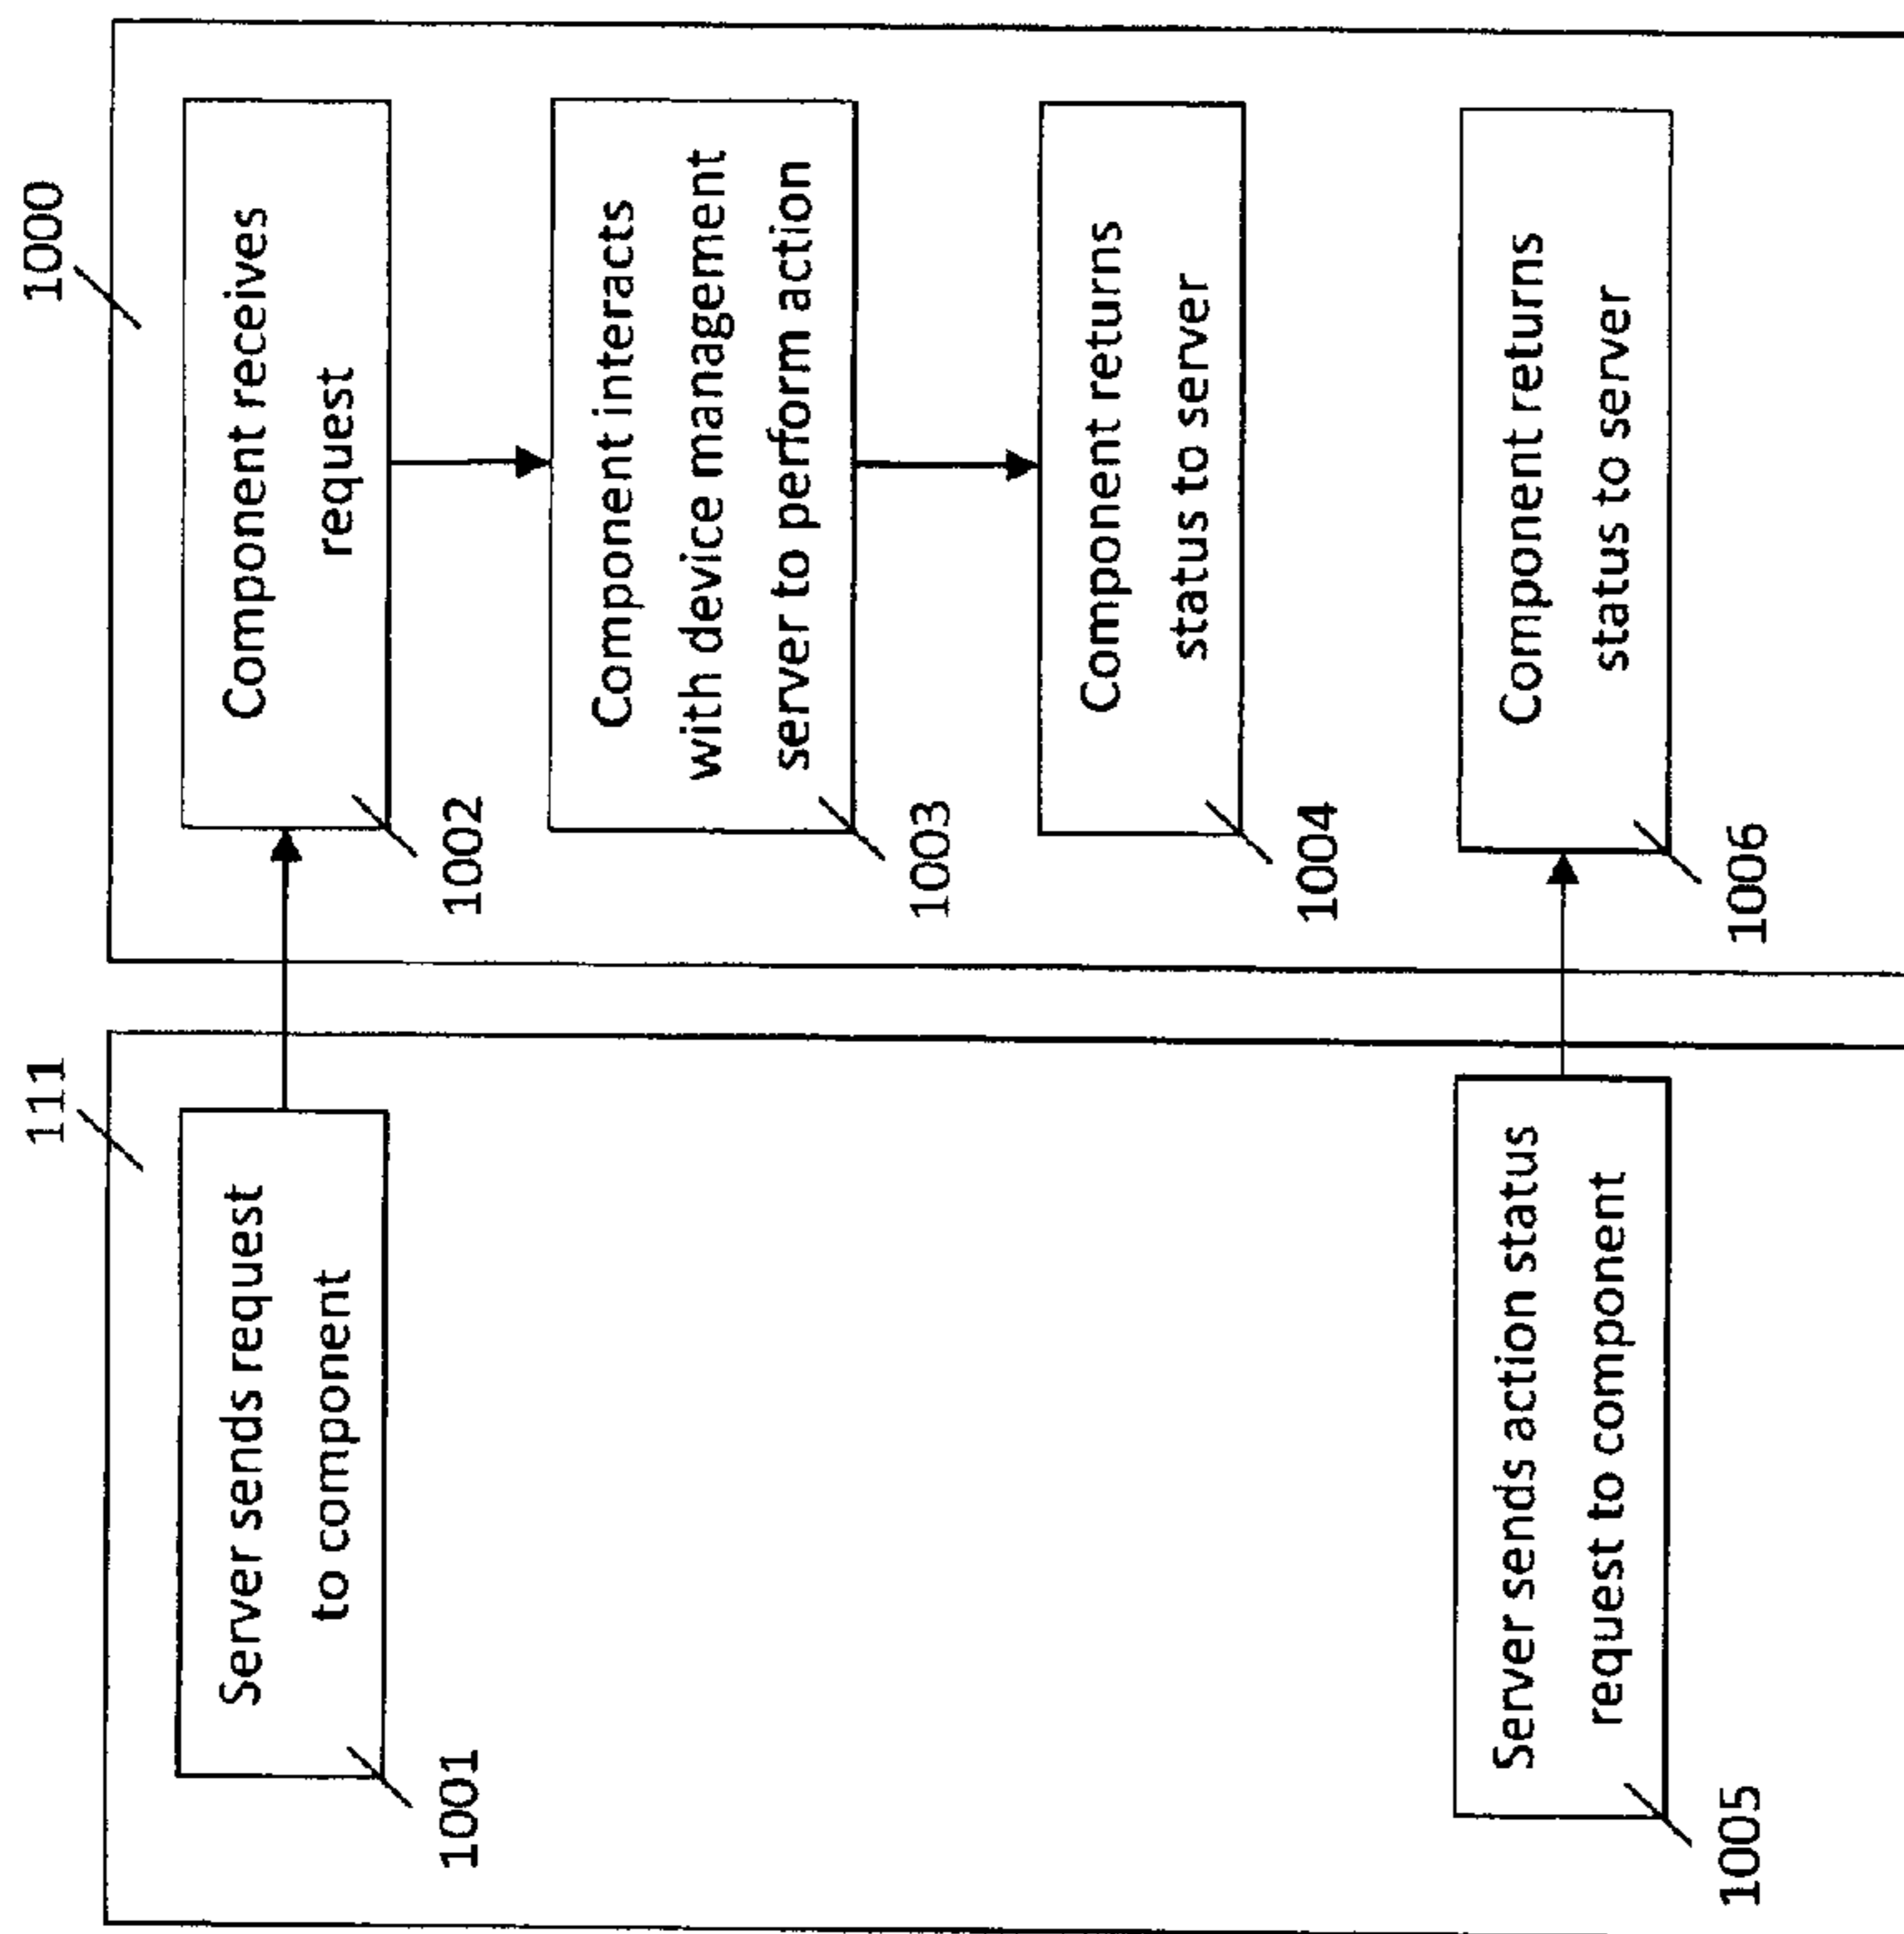 111
1000
Server sends request
to component
1001
Component receives
request
1002
Component interacts
with device management
server to perform action
1003
Component returns
status to server
1004
Server sends action status
request to component
1005
Component returns
status to server
1006